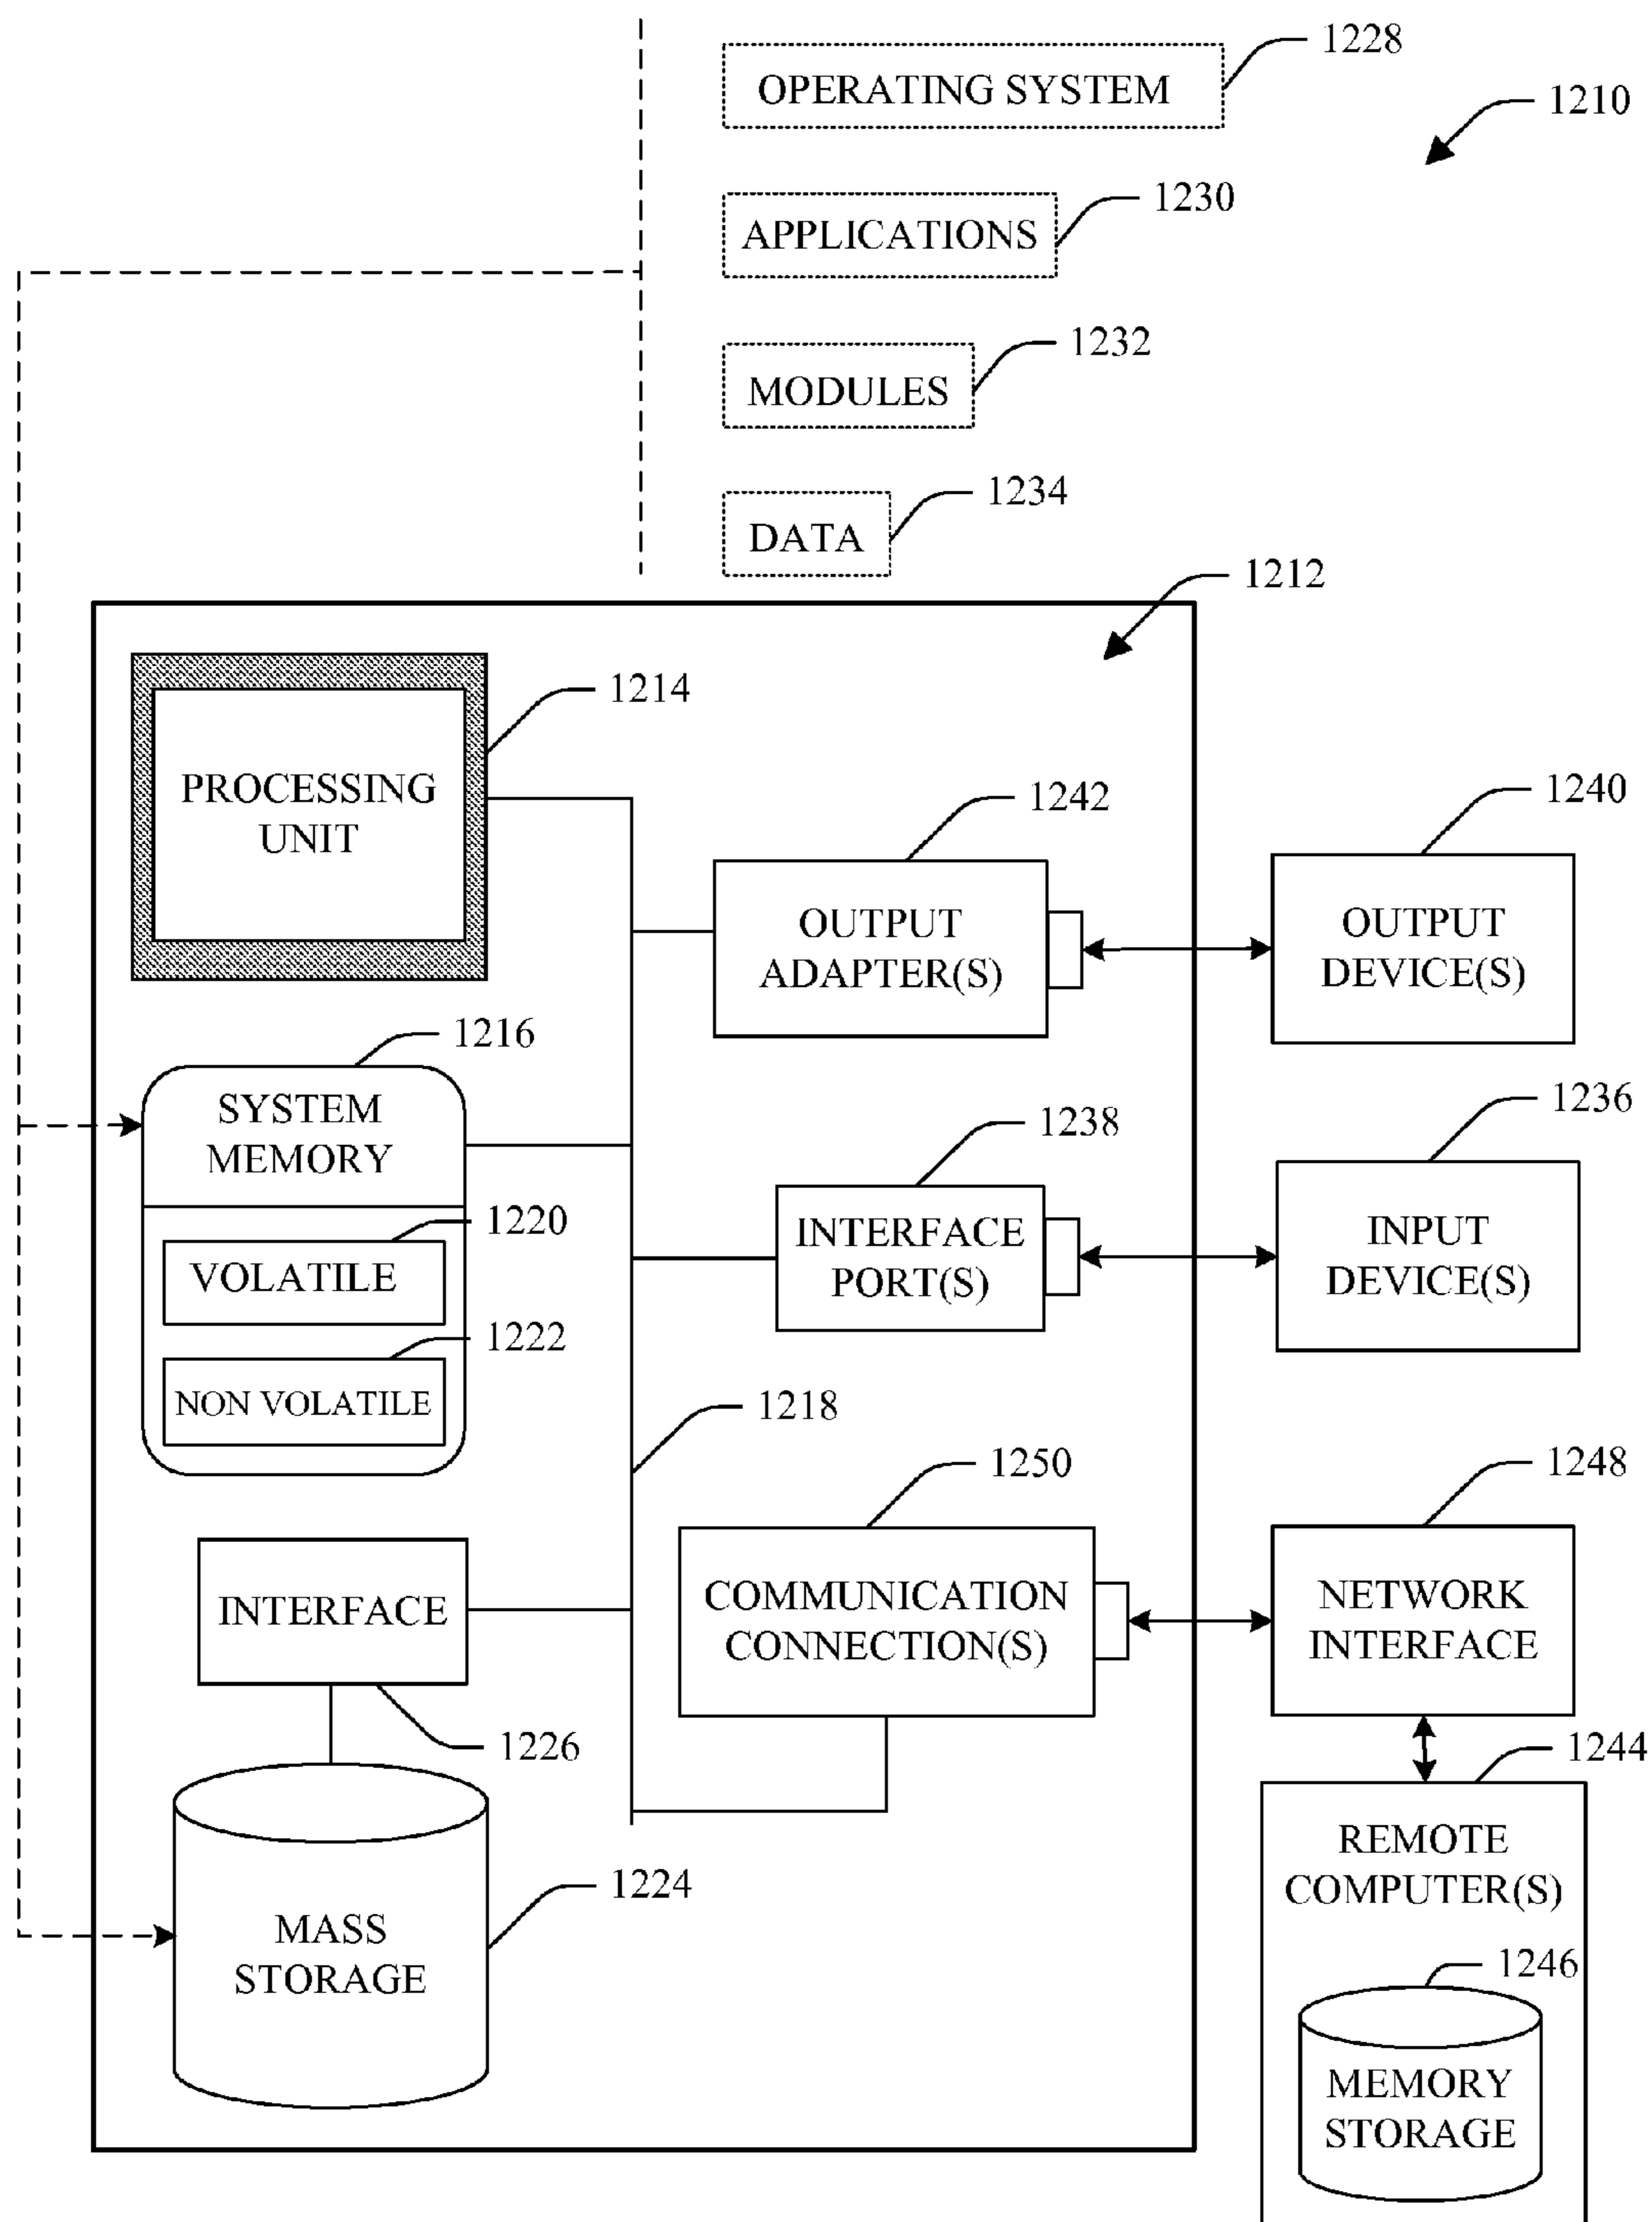 1228
OPERATING SYSTEM
1210
1230
APPLICATIONS
1232
MODULES
1234
DATA
1212
1214
PROCESSING
UNIT
1242
OUTPUT
ADAPTER(S)
1240
OUTPUT
DEVICE(S)
1216
SYSTEM
MEMORY
1220
VOLATILE
1222
NON VOLATILE
1238
INTERFACE
PORT(S)
1236
INPUT
DEVICE(S)
1218
1250
COMMUNICATION
CONNECTION(S)
1248
NETWORK
INTERFACE
INTERFACE
1226
1244
REMOTE
COMPUTER(S)
1224
MASS
STORAGE
1246
MEMORY
STORAGE